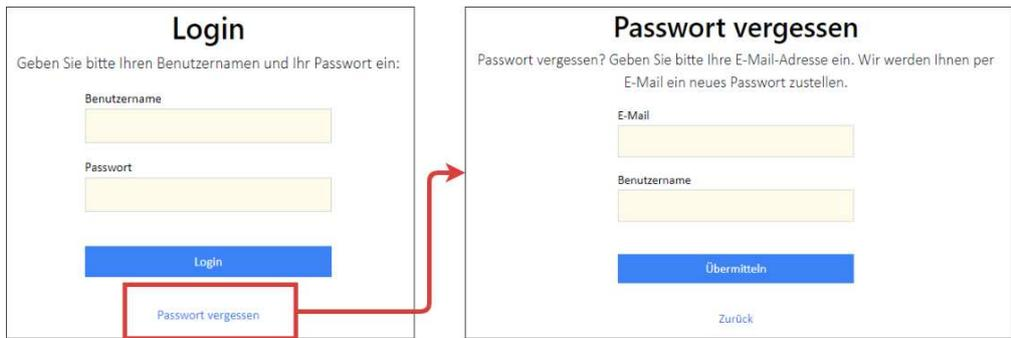 Login
Geben Sie bitte Ihren Benutzernamen und Ihr Passwort ein:
Benutzername
Passwort
Login
Passwort vergessen
Passwort vergessen
Passwort vergessen? Geben Sie bitte Ihre E-Mail-Adresse ein. Wir werden Ihnen per
E-Mail ein neues Passwort zustellen.
E-Mail
Benutzername
Übermitteln
Zurück